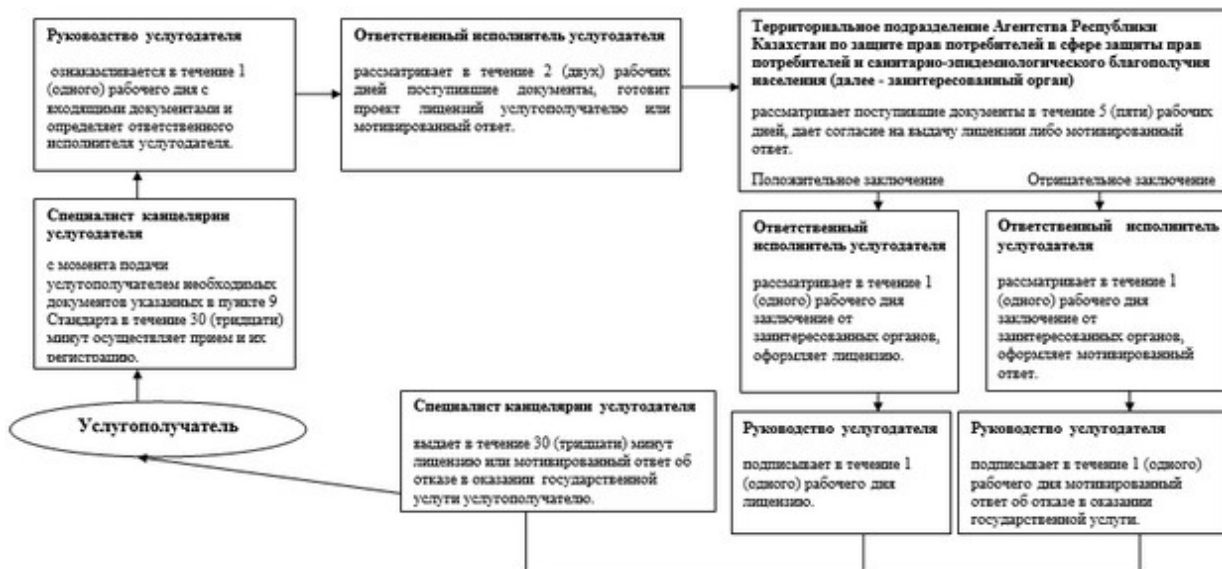 Руководство услугодателя
ознакамливается в течение 1
(одного) рабочего дня с
входящими документами и
определяет ответственного
исполнителя услугодателя.
Ответственный исполнитель услугодателя
рассматривает в течение 2 (двух) рабочих
дней поступившие документы, готовит
проект лицензий услугополучателю или
мотивированный ответ.
Территориальное подразделение Агентства Республики
Казахстан по защите прав потребителей в сфере защиты прав
потребителей и санитарно-эпидемиологического благополучия
населения (далее - заинтересованный орган)
рассматривает поступившие документы в течение 5 (пяти) рабочих
дней, дает согласие на выдачу лицензии либо мотивированный
ответ.
Положительное заключение
Отрицательное заключение
Специалист канцелярии
услугодателя
с момента подачи
услугополучателем необходимых
документов указанных в пункте 9
Стандарта в течение 30 (тридцати)
минут осуществляет прием и их
регистрацию.
Ответственный
исполнитель услугодателя
рассматривает в течение 1
(одного) рабочего дня
заключение от
заинтересованных органов,
оформляет лицензию.
Ответственный исполнитель
услугодателя
рассматривает в течение 1
(одного) рабочего дня
заключение от
заинтересованных органов,
оформляет мотивированный
ответ.
Услугополучатель
Специалист канцелярии услугодателя
выдает в течение 30 (тридцати) минут
лицензию или мотивированный ответ об
отказе в оказании государственной
услуги услугополучателю.
Руководство услугодателя
подписывает в течение 1
(одного) рабочего дня
лицензию.
Руководство услугодателя
подписывает в течение 1 (одного)
рабочего дня мотивированный
ответ об отказе в оказании
государственной услуги.